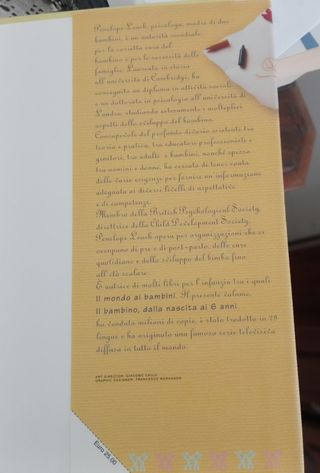 Penelope Leach, psicologa, madre di due
bambini, è un'autorità mondiale
per la corretta cura del
bambino e per le necessità delle
famiglie. Laureata in storia
all'università di Cambridge, ha
conseguito un diploma in attività sociali
e un dottorato in psicologia all'università di
Londra, studiando estesamente i molteplici
aspetti dello sviluppo del bambino.
Consapevole del profondo divario esistente tra
teoria e pratica, tra educatori professionisti e
genitori, tra adulti e bambini, nonché spesso
tra uomini e donne, ha cercato di tener conto
delle varie esigenze per fornire un'informazione
adeguata ai diversi livelli di aspettative
e di competenze.
Membro della British Psychological Society,
direttrice della Child Development Society,
Penelope Leach opera per organizzazioni che si
occupano di pre e di post-parto, delle cure
quotidiane e dello sviluppo del bimbo fino
all'età scolare.
È autrice di molti libri per l'infanzia tra i quali
Il mondo ai bambini. Il presente volume,
Il bambino, dalla nascita ai 6 anni,
ha venduto milioni di copie, è stato tradotto in 28
lingue e ha originato una famosa serie televisiva
diffusa in tutto il mondo.
ART DIRECTOR: GIACOMO CALLO
GRAPHIC DESIGNER: FRANCESCO MARANGON
Euro 25,00